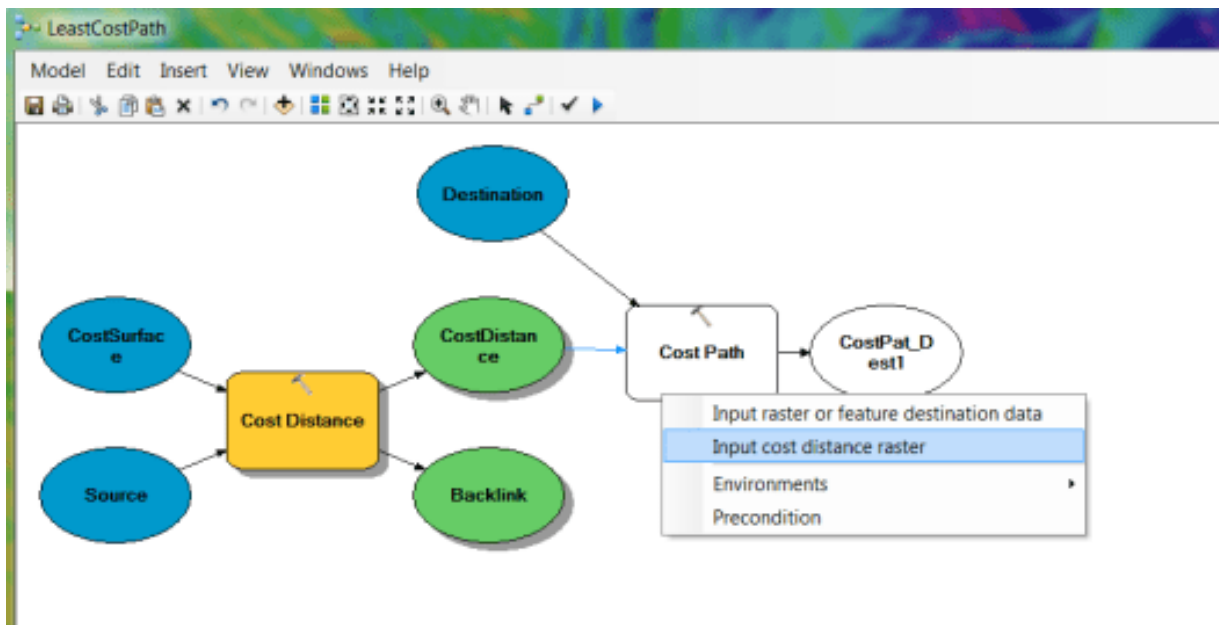 LeastCostPath
Model Edit Insert View Windows Help
Destination
CostSurfac
e
CostDistan
ce
Cost Path
CostPat_D
est1
Cost Distance
Input raster or feature destination data
Input cost distance raster
Source
Backlink
Environments
Precondition